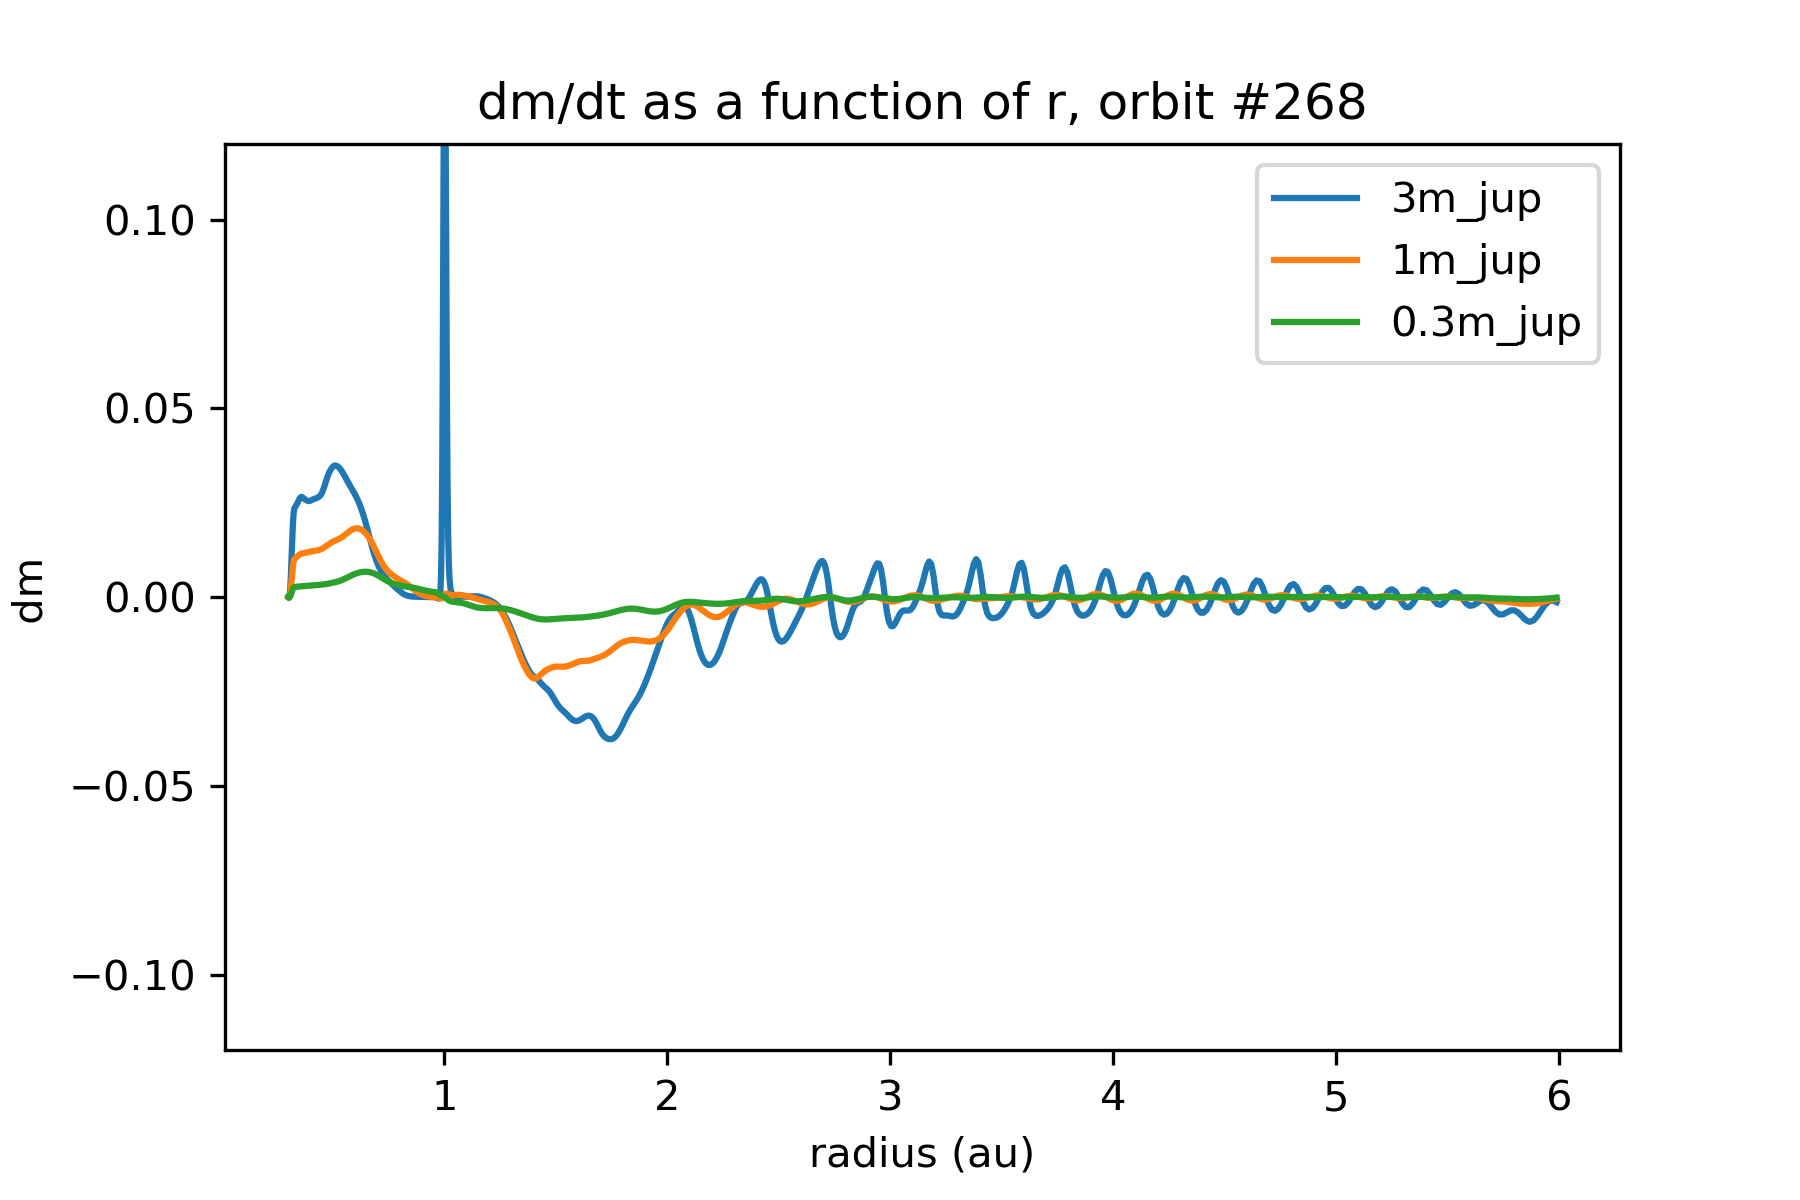 dm/dt as a function of r, orbit #268
3m_jup
1m_jup
0.3m_jup
dm
0.10
0.05
0.00
−0.05
−0.10
1 2 3 4 5 6
radius (au)